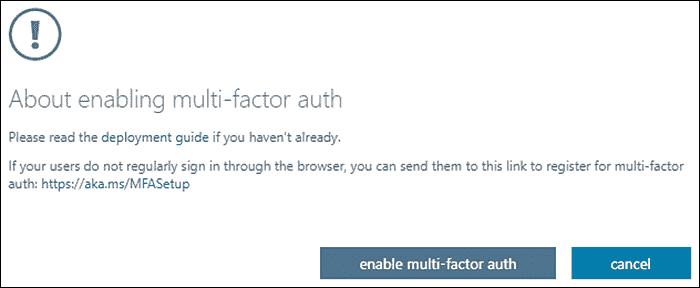 About enabling multi-factor auth
Please read the deployment guide if you haven't already.
If your users do not regularly sign in through the browser, you can send them to this link to register for multi-factor
auth: https://aka.ms/MFASetup
enable multi-factor auth
cancel